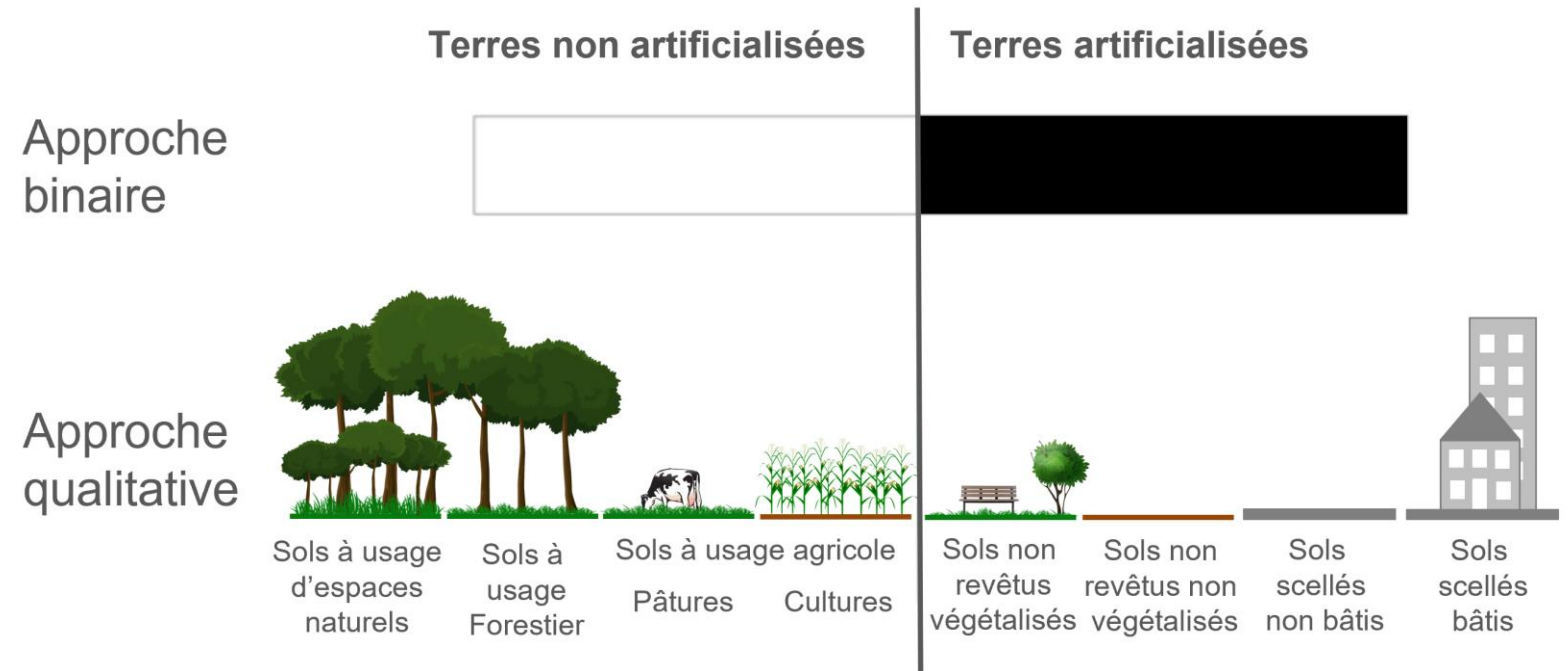 Terres non artificialisées
Terres artificialisées
Approche
binaire
Approche
qualitative
Sols à usage
d'espaces
naturels
Sols à
usage
Forestier
Sols à usage agricole
Pâtures
Cultures
Sols non
revêtus
végétalisés
Sols non
revêtus non
végétalisés
Sols
scellés
non bâtis
Sols
scellés
bâtis